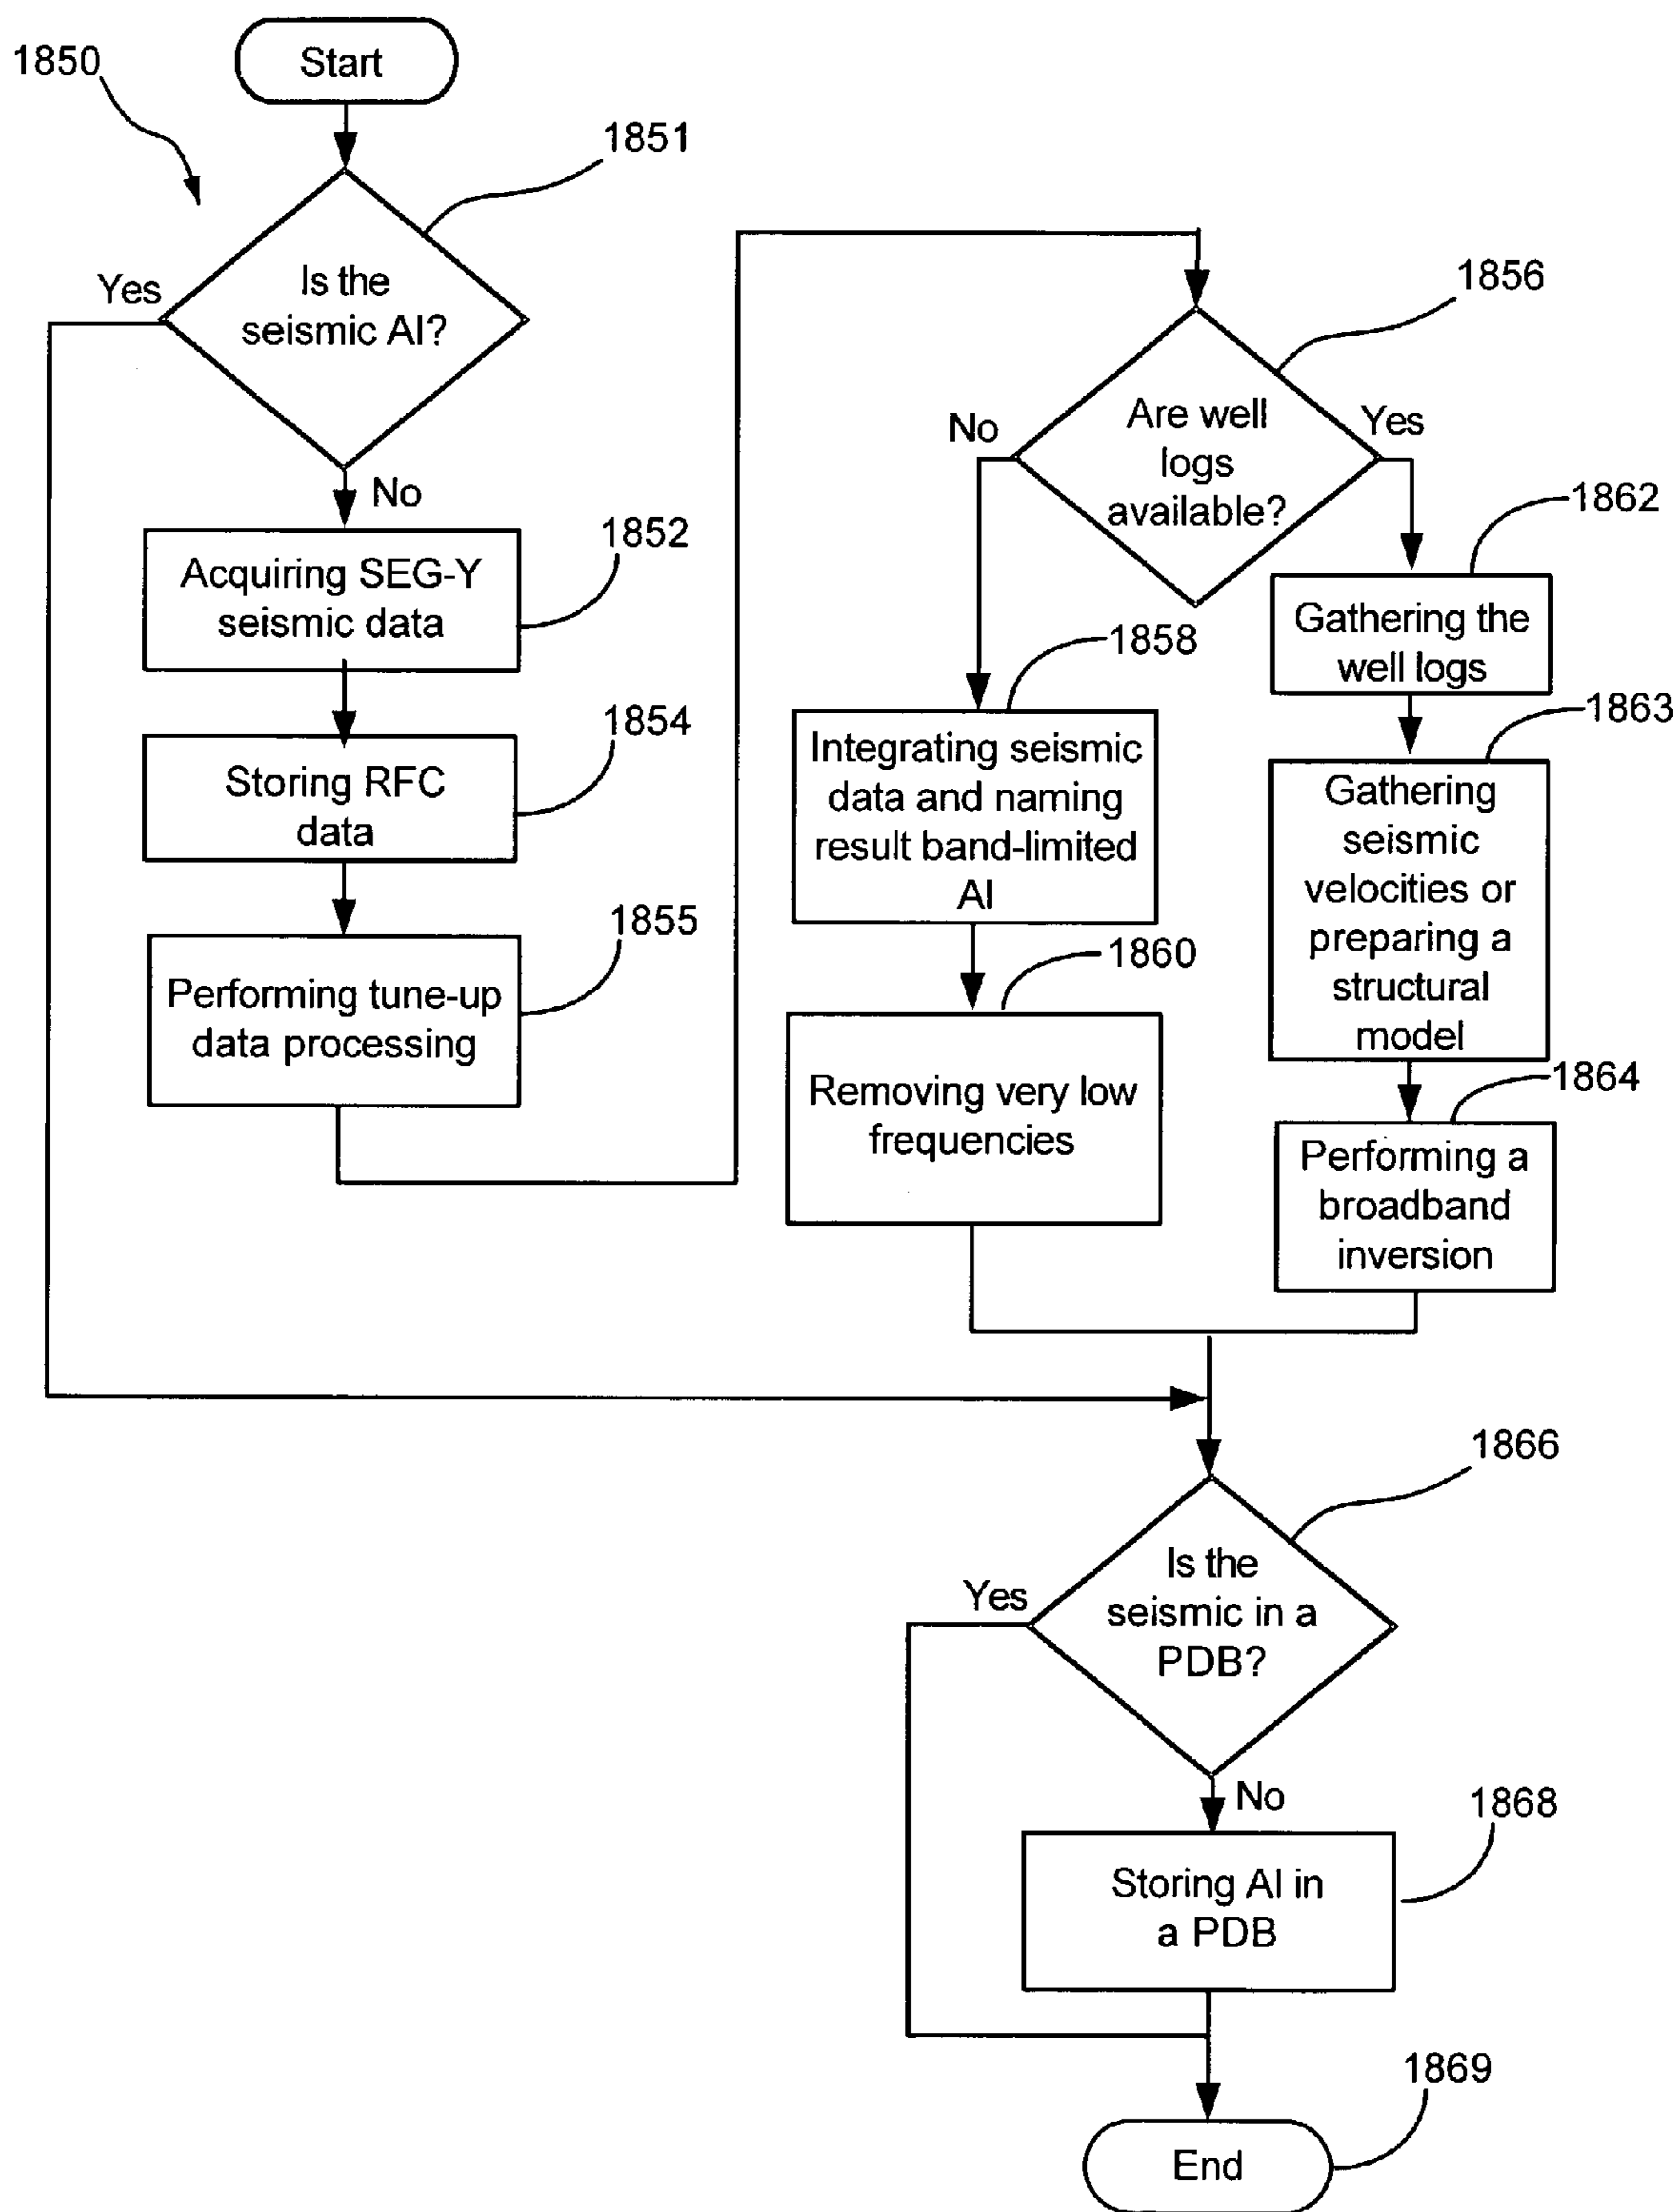 1850
Start
1851
Is the
seismic AI?
Yes
No
1852
Acquiring SEG-Y
seismic data
1854
Storing RFC
data
1855
Performing tune-up
data processing
1856
Are well
logs
available?
No
Yes
1858
Integrating seismic
data and naming
result band-limited
AI
1860
Removing very low
frequencies
1862
Gathering the
well logs
1863
Gathering
seismic
velocities or
preparing a
structural
model
1864
Performing a
broadband
inversion
1866
Is the
seismic in a
PDB?
Yes
No
1868
Storing AI in
a PDB
1869
End